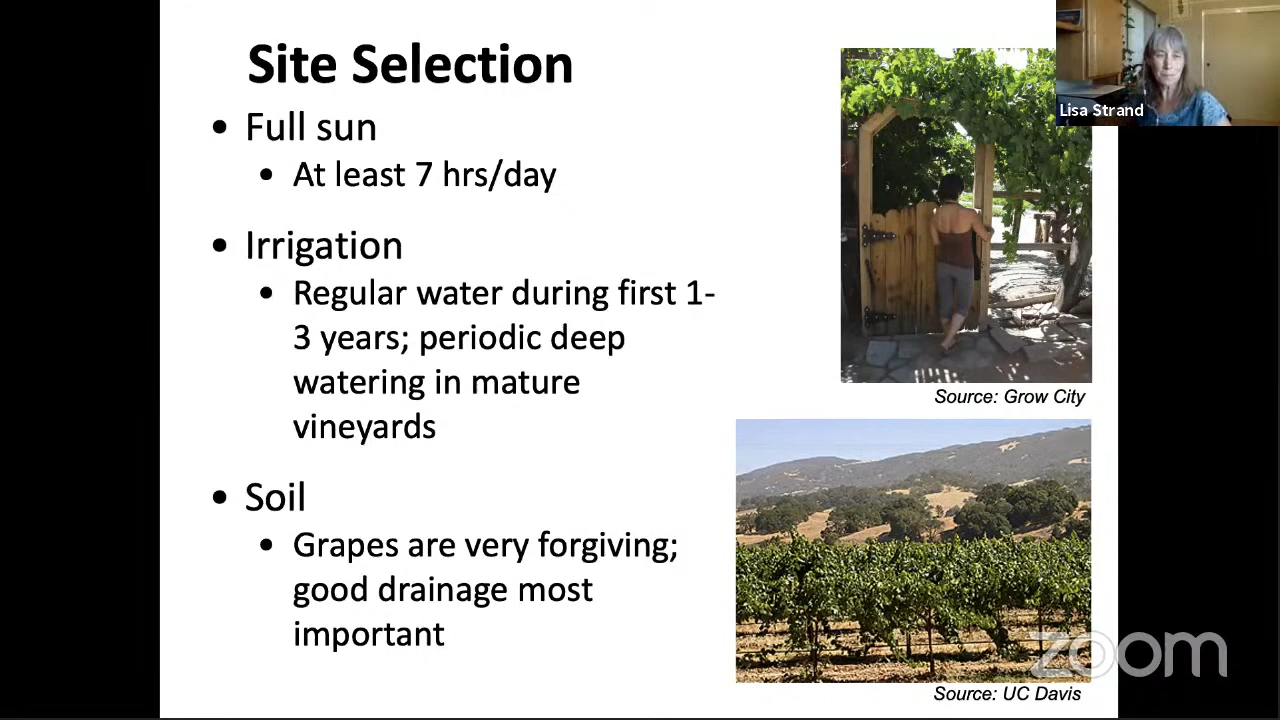 Site Selection
• Full sun
• At least 7 hrs/day
• Irrigation
• Regular water during first 1-
3 years; periodic deep
watering in mature
vineyards
• Soil
• Grapes are very forgiving;
good drainage most
important
Lisa Strand
Source: Grow City
Source: UC Davis
zoom